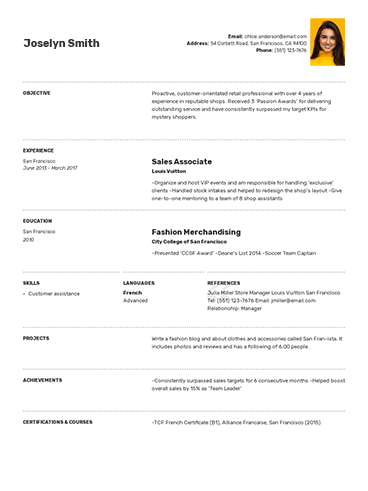 Joselyn Smith
Email: chloe.anderson@email.com
Address: 54 Corbett Road, San Francisco, CA 94100
Phone: (551) 123-7676
OBJECTIVE
Proactive, customer-orientated retail professional with over 4 years of
experience in reputable shops. Received 3 'Passion Awards' for delivering
outstanding service and have consistently surpassed my target KPIs for
mystery shoppers.
EXPERIENCE
San Francisco
June 2013 - March 2017
Sales Associate
Louis Vuitton
-Organize and host VIP events and am responsible for handling 'exclusive'
clients -Handled stock intakes and helped to redesign the shop's layout -Give
one-to-one mentoring to a team of 8 shop assistants
EDUCATION
San Francisco
2010
Fashion Merchandising
City College of San Francisco
-Presented 'CCSF Award' -Deane's List 2014 -Soccer Team Captain
SKILLS
- Customer assistance
LANGUAGES
French
Advanced
REFERENCES
Julia Miller Store Manager Louis Vuitton San Francisco
Tel: (551) 123-7676 Email: jmiller@email.com
Relationship: Manager
PROJECTS
Write a fashion blog and about clothes and accessories called San Fran-ista. It
includes photos and reviews and has a following of 6,00 people.
ACHIEVEMENTS
-Consistently surpassed sales targets for 6 consecutive months -Helped boost
overall sales by 15% as 'Team Leader'
CERTIFICATIONS & COURSES
-TCF French Certificate (B1), Alliance Francaise, San Francisco (2015)